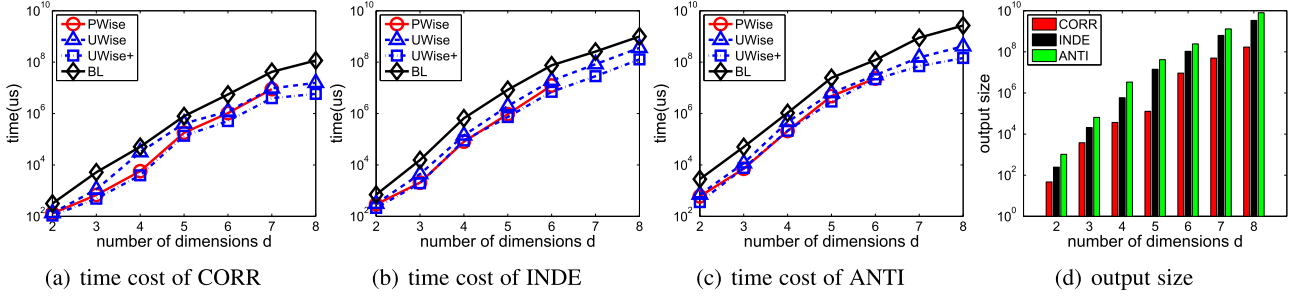 10^10
10^8
10^6
10^4
10^2
time(us)
PWise
UWise
UWise+
BL
2 3 4 5 6 7 8
number of dimensions d
(a) time cost of CORR
10^10
10^8
10^6
10^4
10^2
time(us)
PWise
UWise
UWise+
BL
2 3 4 5 6 7 8
number of dimensions d
(b) time cost of INDE
10^10
10^8
10^6
10^4
10^2
time(us)
PWise
UWise
UWise+
BL
2 3 4 5 6 7 8
number of dimensions d
(c) time cost of ANTI
10^10
10^8
10^6
10^4
10^2
10^0
output size
CORR
INDE
ANTI
2 3 4 5 6 7 8
number of dimensions d
(d) output size